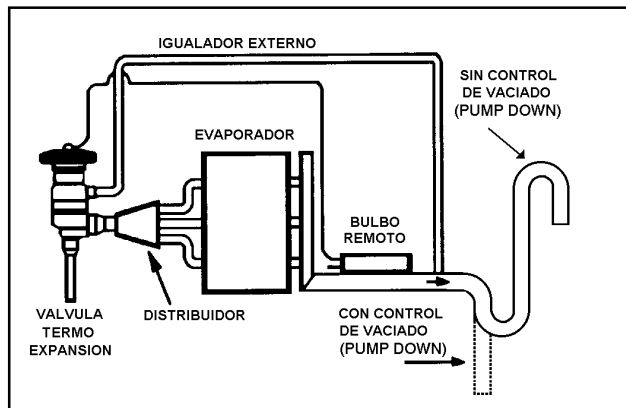 IGUALADOR EXTERNO
SIN CONTROL
DE VACIADO
(PUMP DOWN)
EVAPORADOR
BULBO
REMOTO
VALVULA
TERMO
EXPANSION
DISTRIBUIDOR
CON CONTROL
DE VACIADO
(PUMP DOWN)